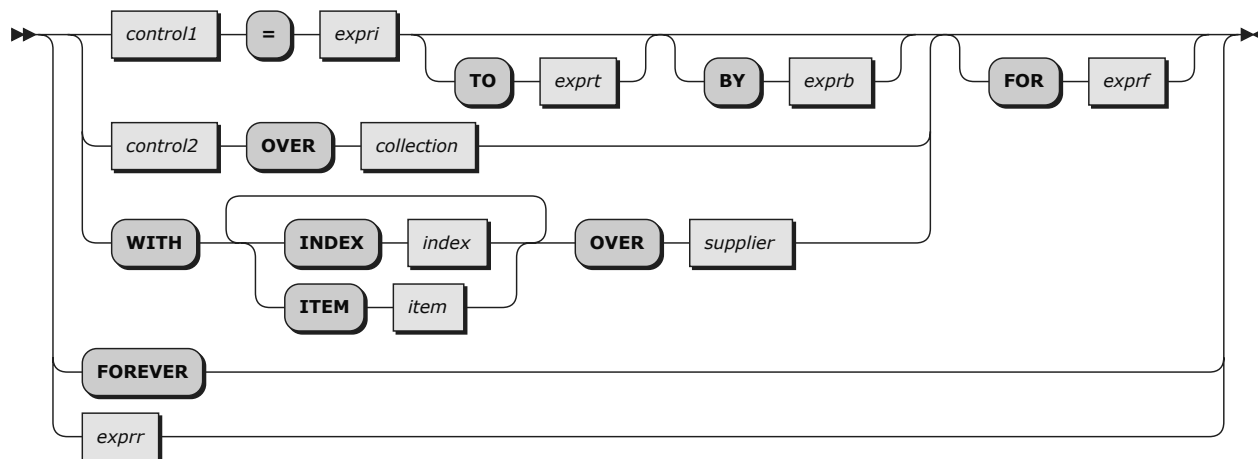 control1 = expri
TO exprt BY exprb FOR exprf
control2 OVER collection
WITH INDEX index OVER supplier
ITEM item
FOREVER
exprr